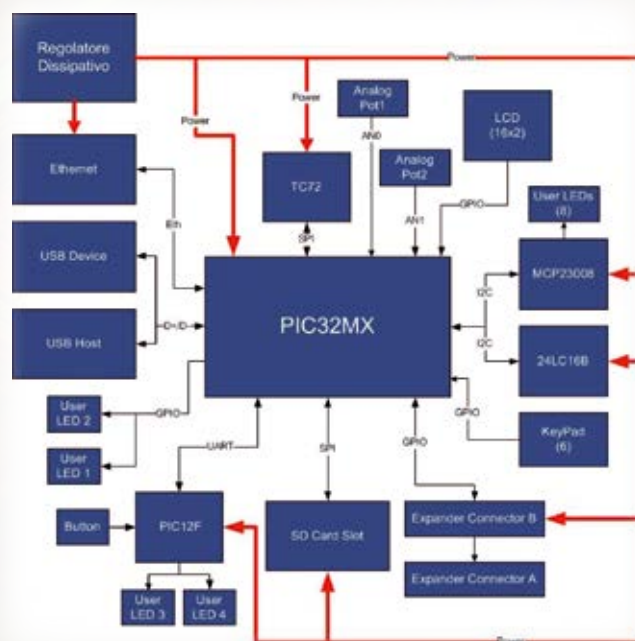 Regolatore
Dissipativo
Power
Power
Power
Analog
Pot1
LCD
(16x2)
AN0
Ethernet
TC72
Analog
Pot2
User LEDs
(8)
GPIO
Eth
SPI
AN1
USB Device
MCP23008
I2C
PIC32MX
USB Host
D+/D-
I2C
24LC16B
User
LED 2
GPIO
GPIO
KeyPad
(6)
User
LED 1
UART
SPI
GPIO
Button
PIC12F
SD Card Slot
Expander Connector B
Expander Connector A
User
LED 3
User
LED 4
Power